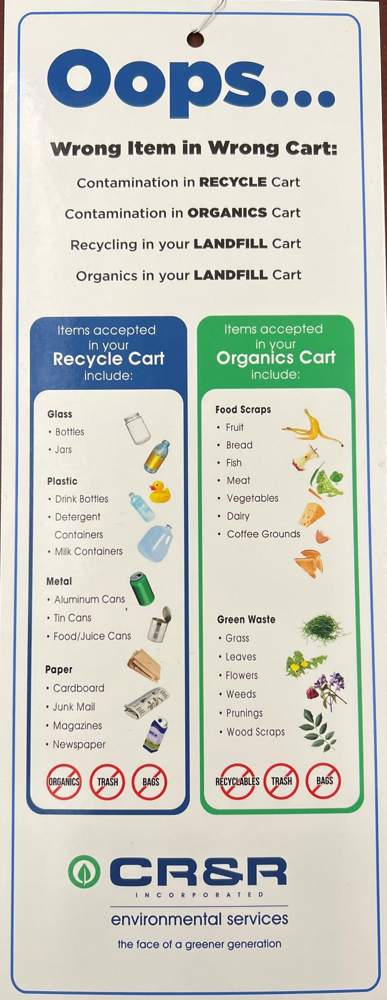 Oops...
Wrong Item in Wrong Cart:
Contamination in RECYCLE Cart
Contamination in ORGANICS Cart
Recycling in your LANDFILL Cart
Organics in your LANDFILL Cart
Items accepted
in your
Recycle Cart
include:
Glass
• Bottles
• Jars
Plastic
• Drink Bottles
• Detergent
Containers
• Milk Containers
Metal
• Aluminum Cans
• Tin Cans
• Food/Juice Cans
Paper
• Cardboard
• Junk Mail
• Magazines
• Newspaper
MILK
ORGANICS TRASH BAGS
Items accepted
in your
Organics Cart
include:
Food Scraps
• Fruit
• Bread
• Fish
• Meat
• Vegetables
• Dairy
• Coffee Grounds
Green Waste
• Grass
• Leaves
• Flowers
• Weeds
• Prunings
• Wood Scraps
RECYCLABLES TRASH BAGS
CR&R
INCORPORATED
environmental services
the face of a greener generation